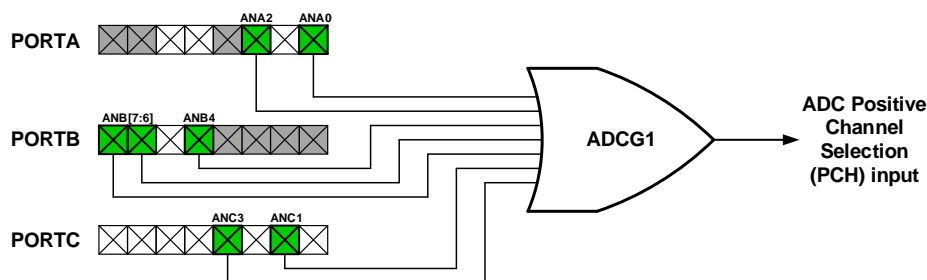 ANA2 ANA0
PORTA
ANB[7:6] ANB4
PORTB
ANC3 ANC1
PORTC
ADCG1
ADC Positive
Channel
Selection
(PCH) input